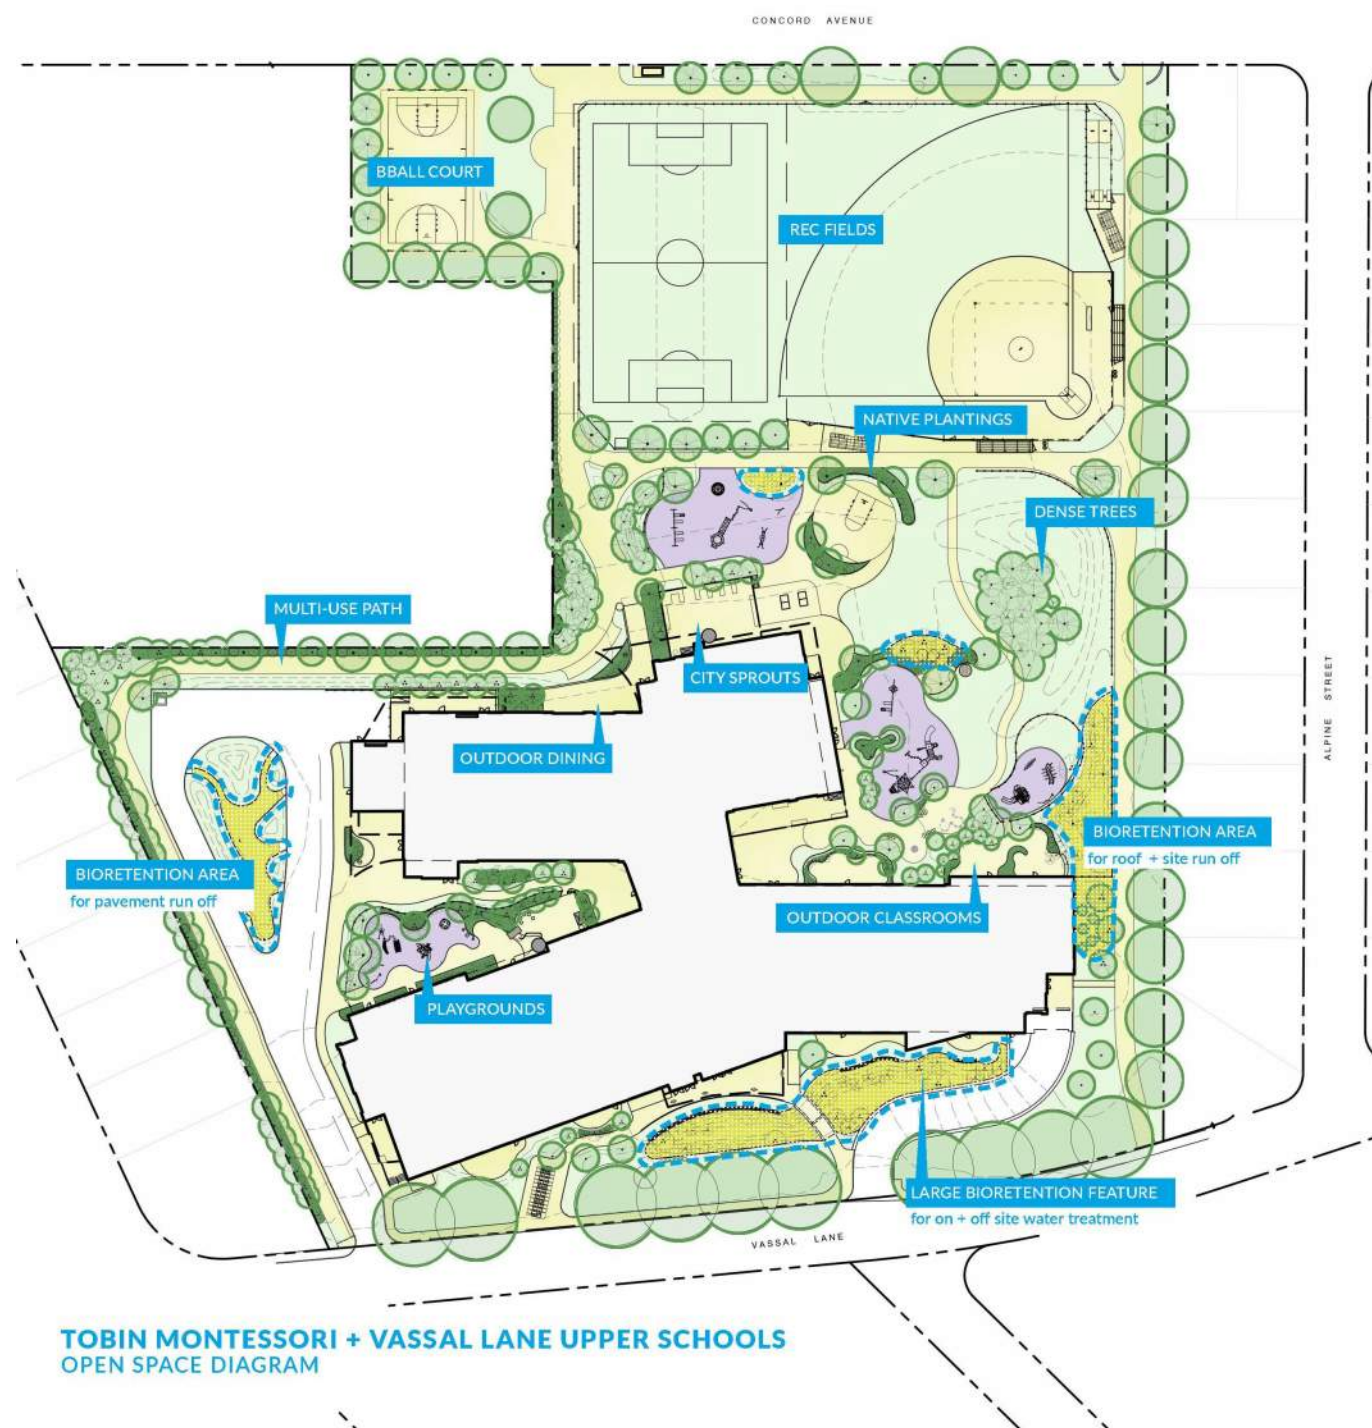 CONCORD AVENUE
BBALL COURT
REC FIELDS
NATIVE PLANTINGS
DENSE TREES
MULTI-USE PATH
CITY SPROUTS
OUTDOOR DINING
ALPINE STREET
BIORETENTION AREA
for roof + site run off
BIORETENTION AREA
for pavement run off
OUTDOOR CLASSROOMS
PLAYGROUNDS
LARGE BIORETENTION FEATURE
for on + off site water treatment
VASSAL LANE
TOBIN MONTESSORI + VASSAL LANE UPPER SCHOOLS
OPEN SPACE DIAGRAM